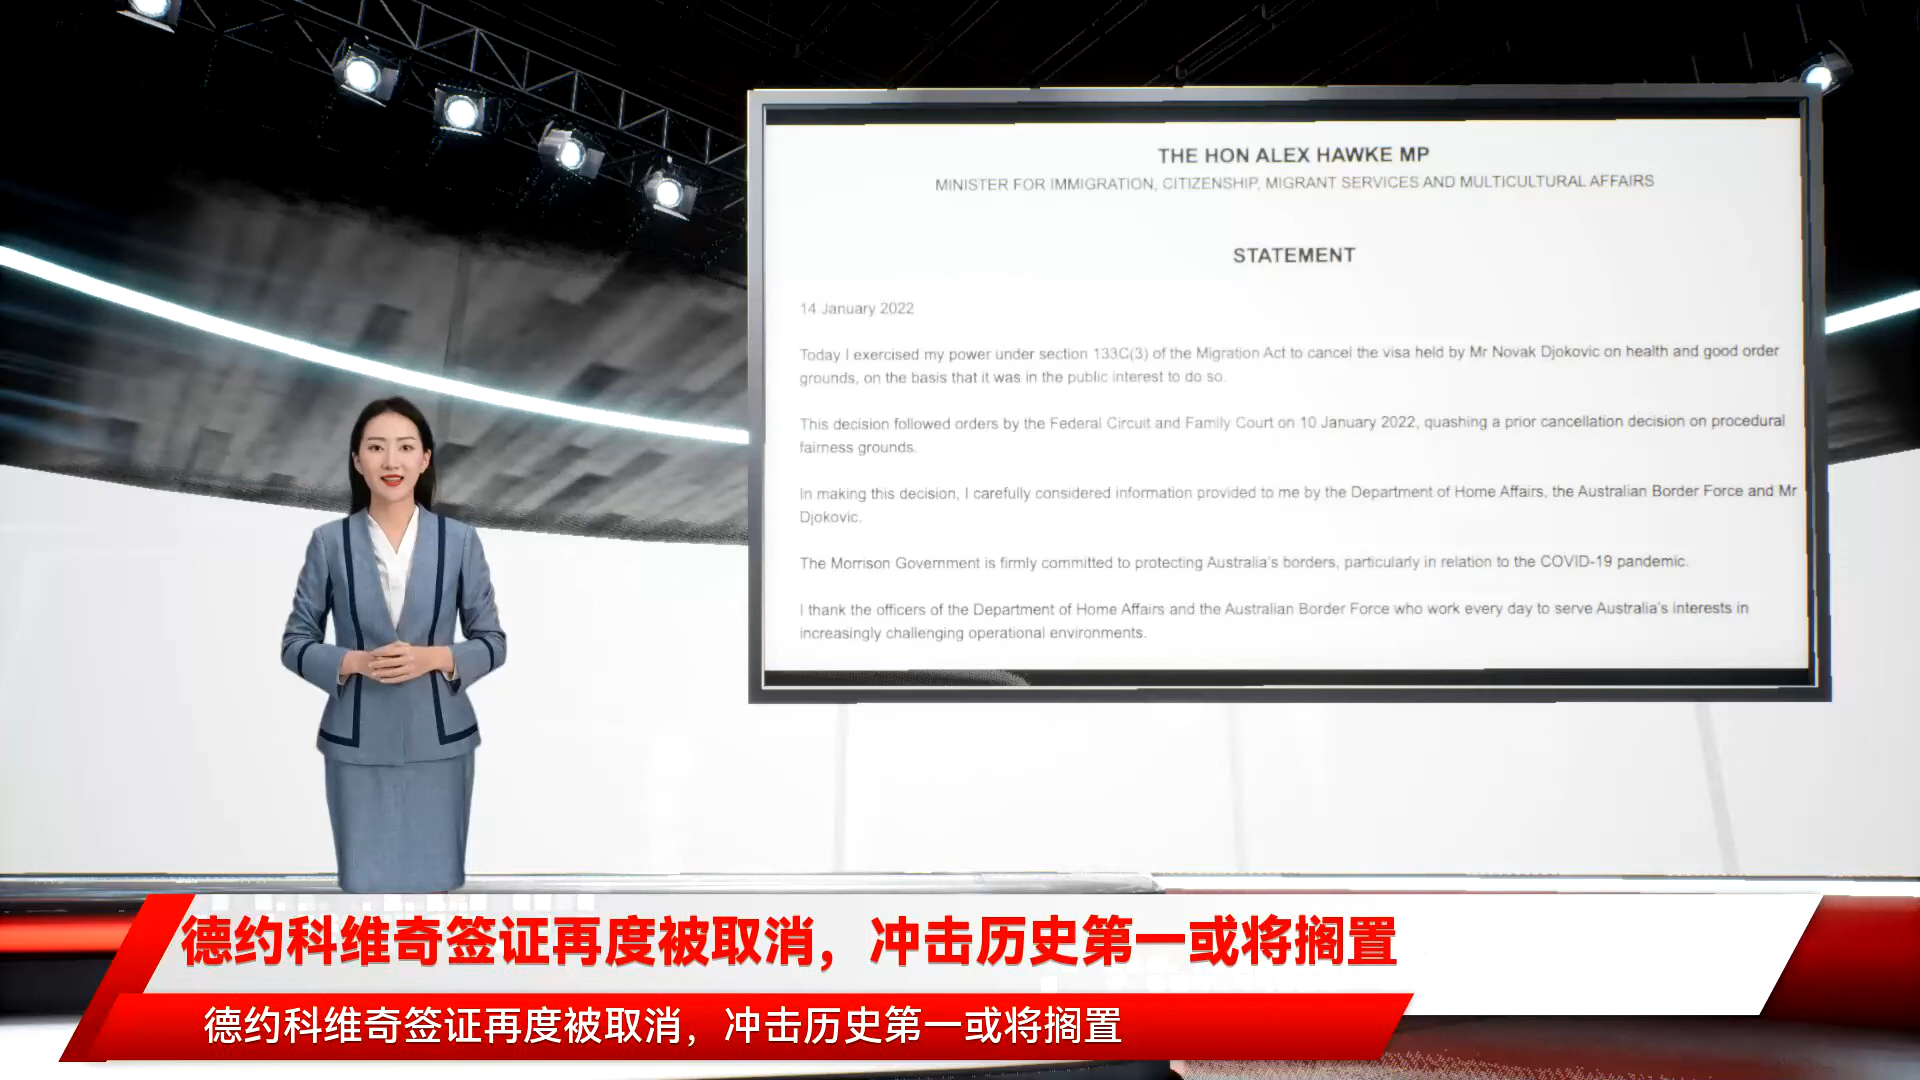 THE HON ALEX HAWKE MP
MINISTER FOR IMMIGRATION, CITIZENSHIP, MIGRANT SERVICES AND MULTICULTURAL AFFAIRS
STATEMENT
14 January 2022
Today I exercised my power under section 133C(3) of the Migration Act to cancel the visa held by Mr Novak Djokovic on health and good order
grounds, on the basis that it was in the public interest to do so.
This decision followed orders by the Federal Circuit and Family Court on 10 January 2022, quashing a prior cancellation decision on procedural
fairness grounds.
In making this decision, I carefully considered information provided to me by the Department of Home Affairs, the Australian Border Force and Mr
Djokovic.
The Morrison Government is firmly committed to protecting Australia's borders, particularly in relation to the COVID-19 pandemic.
I thank the officers of the Department of Home Affairs and the Australian Border Force who work every day to serve Australia's interests in
increasingly challenging operational environments.
德约科维奇签证再度被取消，冲击历史第一或将搁置
德约科维奇签证再度被取消，冲击历史第一或将搁置